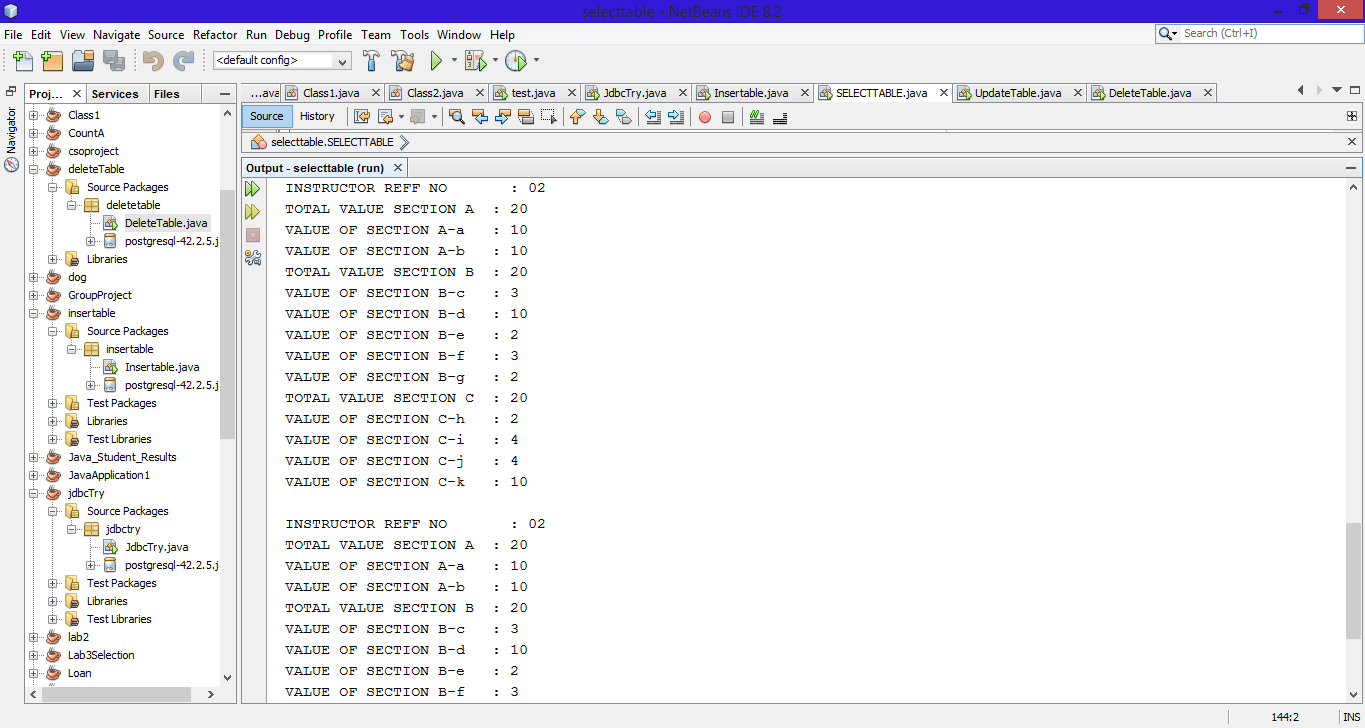 selecttable - NetBeans IDE 8.2
File Edit View Navigate Source Refactor Run Debug Profile Team Tools Window Help
Search (Ctrl+I)
<default config>
Proj... Services Files
Navigator
Class1
CountA
csoproject
deleteTable
Source Packages
deletetable
DeleteTable.java
postgresql-42.2.5.j
Libraries
dog
GroupProject
insertable
Source Packages
insertable
Insertable.java
postgresql-42.2.5.j
Test Packages
Libraries
Test Libraries
Java_Student_Results
JavaApplication1
jdbcTry
Source Packages
jdbctry
JdbcTry.java
postgresql-42.2.5.j
Test Packages
Libraries
Test Libraries
lab2
Lab3Selection
Loan
...ava Class1.java Class2.java test.java JdbcTry.java Insertable.java SELECTTABLE.java UpdateTable.java DeleteTable.java
Source History
selecttable.SELECTTABLE
Output - selecttable (run)
INSTRUCTOR REFF NO : 02
TOTAL VALUE SECTION A : 20
VALUE OF SECTION A-a : 10
VALUE OF SECTION A-b : 10
TOTAL VALUE SECTION B : 20
VALUE OF SECTION B-c : 3
VALUE OF SECTION B-d : 10
VALUE OF SECTION B-e : 2
VALUE OF SECTION B-f : 3
VALUE OF SECTION B-g : 2
TOTAL VALUE SECTION C : 20
VALUE OF SECTION C-h : 2
VALUE OF SECTION C-i : 4
VALUE OF SECTION C-j : 4
VALUE OF SECTION C-k : 10
INSTRUCTOR REFF NO : 02
TOTAL VALUE SECTION A : 20
VALUE OF SECTION A-a : 10
VALUE OF SECTION A-b : 10
TOTAL VALUE SECTION B : 20
VALUE OF SECTION B-c : 3
VALUE OF SECTION B-d : 10
VALUE OF SECTION B-e : 2
VALUE OF SECTION B-f : 3
144:2 INS